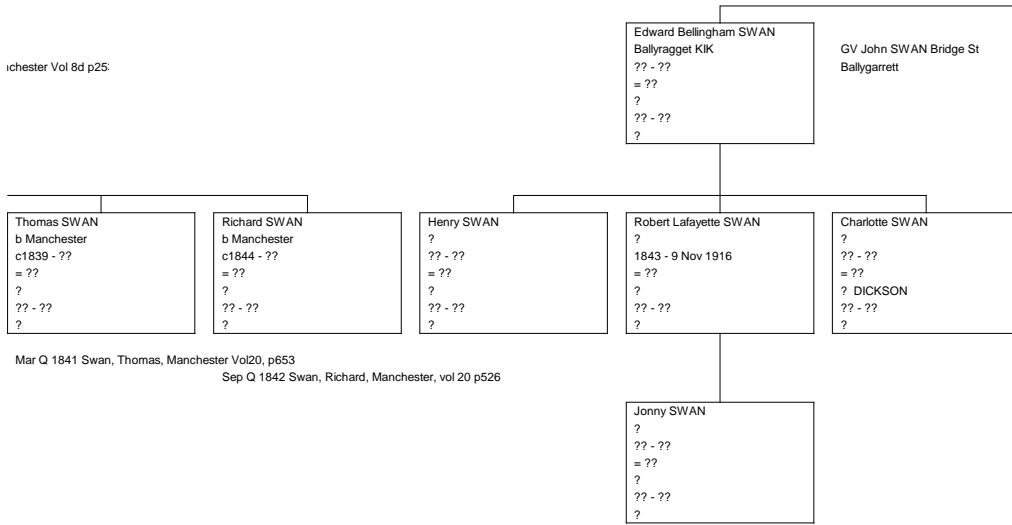 Edward Bellingham SWAN
Ballyragget KIK
?? - ??
= ??
?
?? - ??
?
GV John SWAN Bridge St
Ballygarrett
Vol 8d
Thomas SWAN
b Manchester
c1839 - ??
= ??
?
?? - ??
?
Richard SWAN
b Manchester
c1844 - ??
= ??
?
?? - ??
?
Henry SWAN
?
?? - ??
= ??
?
?? - ??
?
Robert Lafayette SWAN
?
1843 - 9 Nov 1916
= ??
?
?? - ??
?
Charlotte SWAN
?
?? - ??
= ??
? DICKSON
?? - ??
?
Mar Q 1841 Swan, Thomas, Manchester Vol20, p653
Sep Q 1842 Swan, Richard, Manchester, vol 20 p526
Jonny SWAN
?
?? - ??
= ??
?
?? - ??
?